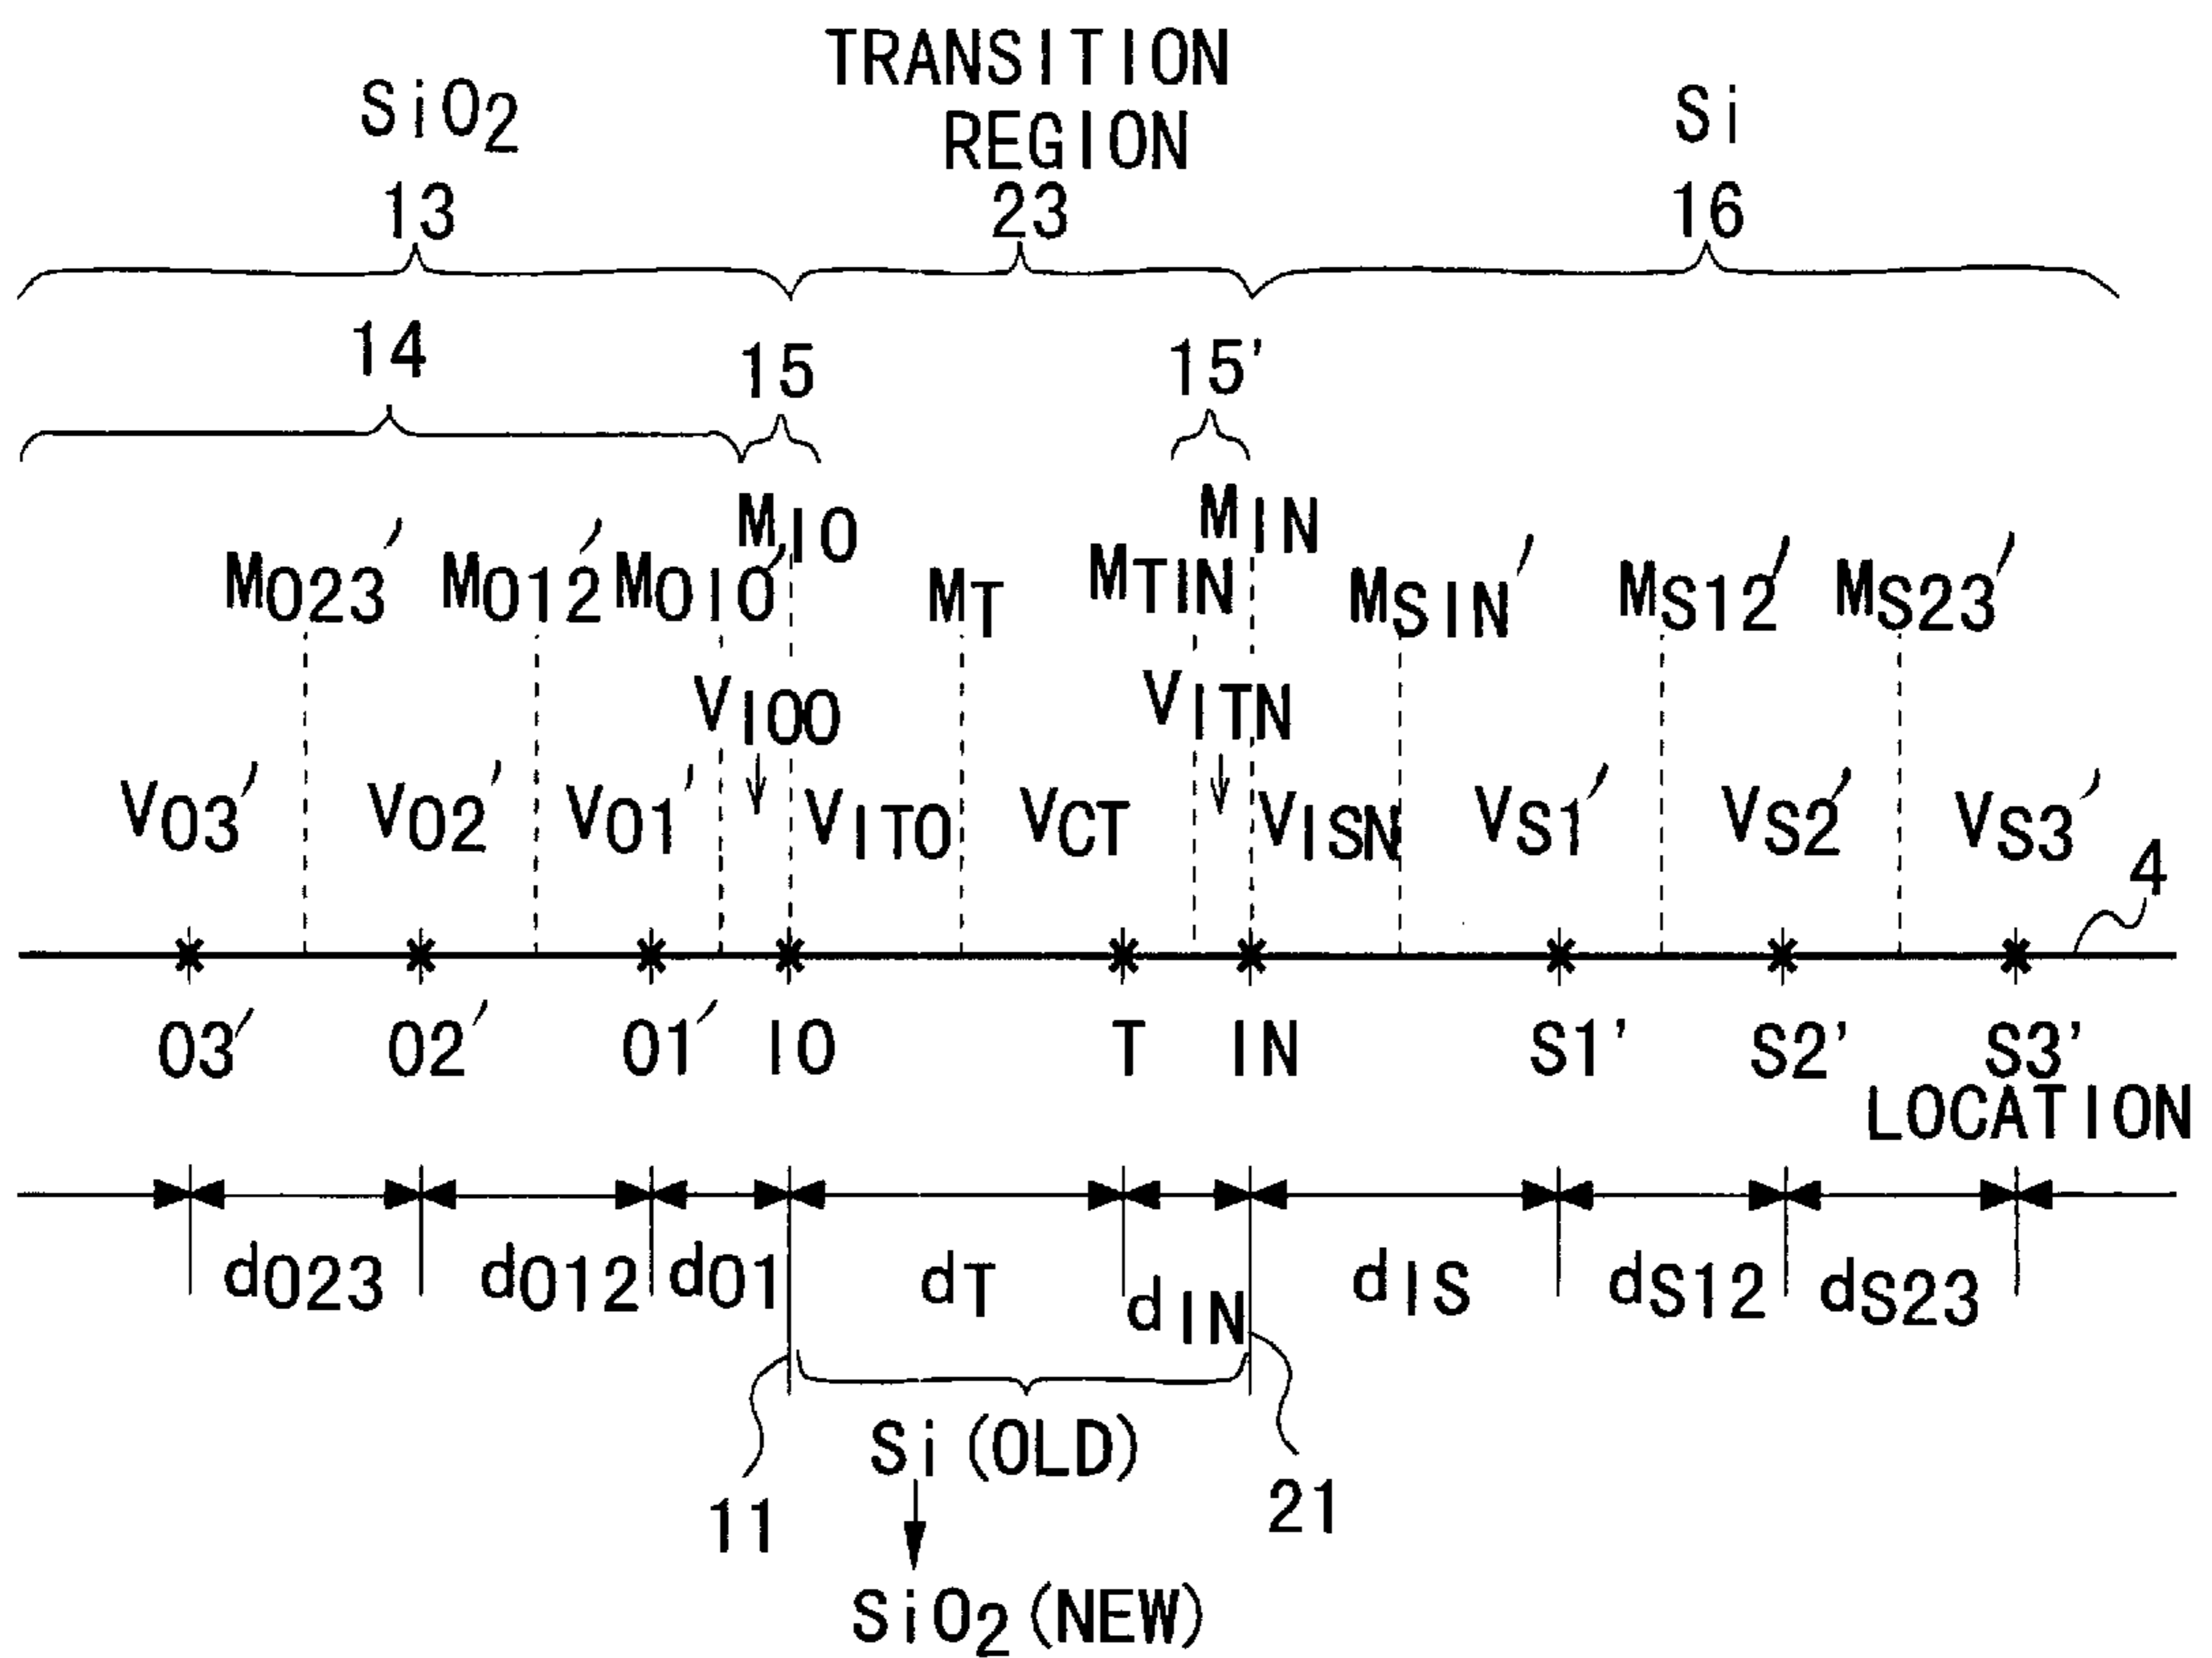 TRANSITION
REGION
SiO2 Si
13 23 16
14 15 15'
MIO MIN
MO23' MO12' MOIO' MT MTIN MSIN' MS12' MS23'
VIOO VITN
VO3' VO2' VO1' VITO VCT VISN VS1' VS2' VS3'
4
O3' O2' O1' IO T IN S1' S2' S3'
LOCATION
dO23 dO12 dO1 dT dIN dIS dS12 dS23
Si (OLD)
11 21
SiO2 (NEW)